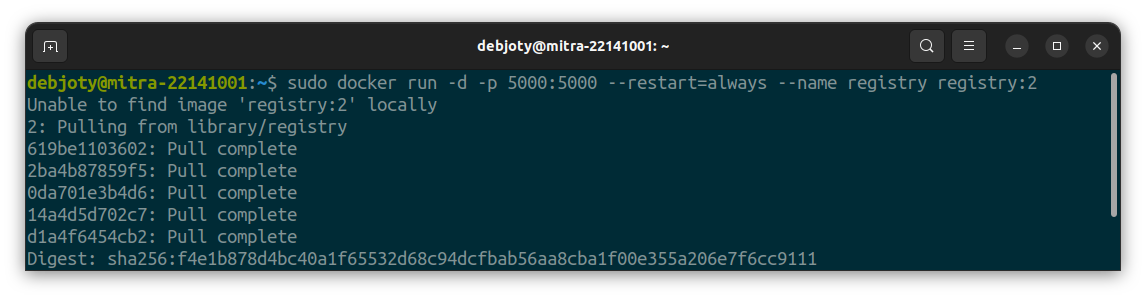 debjoty@mitra-22141001: ~
debjoty@mitra-22141001:~$ sudo docker run -d -p 5000:5000 --restart=always --name registry registry:2
Unable to find image 'registry:2' locally
2: Pulling from library/registry
619be1103602: Pull complete
2ba4b87859f5: Pull complete
0da701e3b4d6: Pull complete
14a4d5d702c7: Pull complete
d1a4f6454cb2: Pull complete
Digest: sha256:f4e1b878d4bc40a1f65532d68c94dcfbab56aa8cba1f00e355a206e7f6cc9111